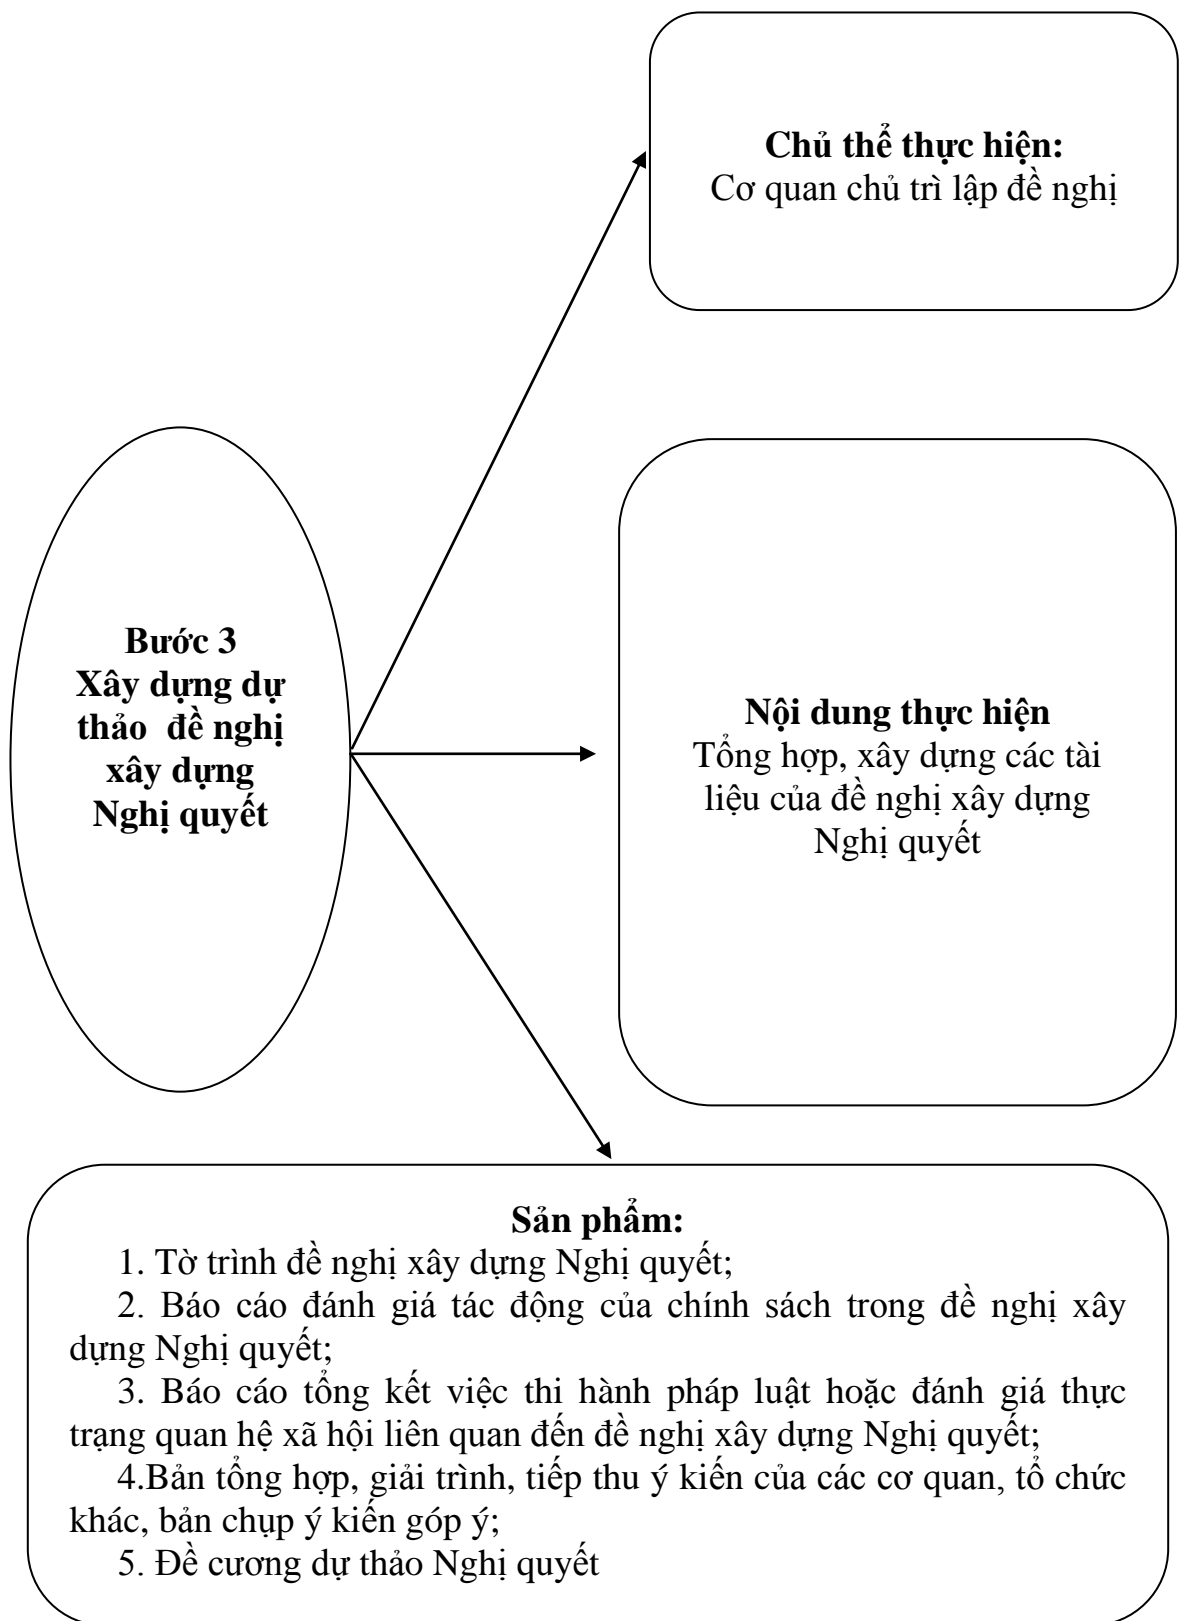 Chủ thể thực hiện:
Cơ quan chủ trì lập đề nghị
Bước 3
Xây dựng dự
thảo đề nghị
xây dựng
Nghị quyết
Nội dung thực hiện
Tổng hợp, xây dựng các tài
liệu của đề nghị xây dựng
Nghị quyết
Sản phẩm:
1. Tờ trình đề nghị xây dựng Nghị quyết;
2. Báo cáo đánh giá tác động của chính sách trong đề nghị xây
dựng Nghị quyết;
3. Báo cáo tổng kết việc thi hành pháp luật hoặc đánh giá thực
trạng quan hệ xã hội liên quan đến đề nghị xây dựng Nghị quyết;
4.Bản tổng hợp, giải trình, tiếp thu ý kiến của các cơ quan, tổ chức
khác, bản chụp ý kiến góp ý;
5. Đề cương dự thảo Nghị quyết